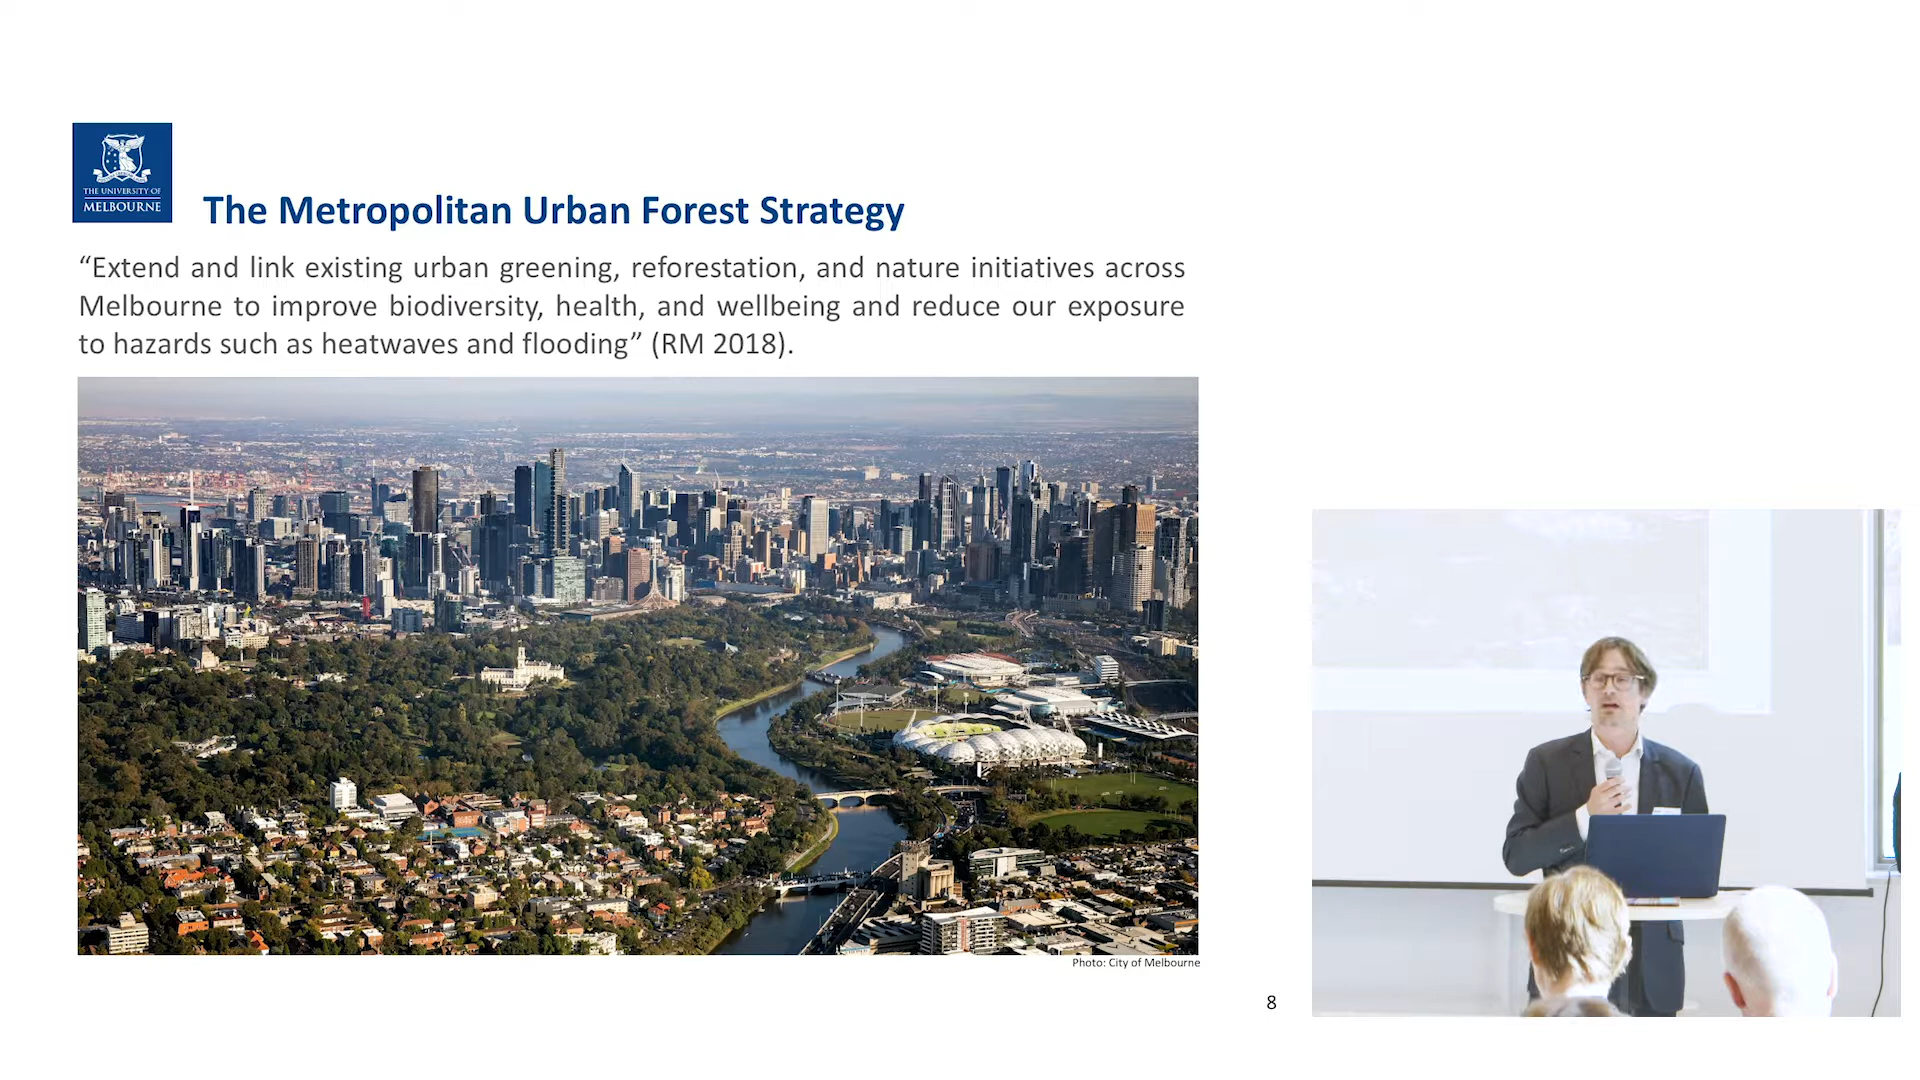 THE UNIVERSITY OF
MELBOURNE
The Metropolitan Urban Forest Strategy
“Extend and link existing urban greening, reforestation, and nature initiatives across
Melbourne to improve biodiversity, health, and wellbeing and reduce our exposure
to hazards such as heatwaves and flooding” (RM 2018).
Photo: City of Melbourne
8